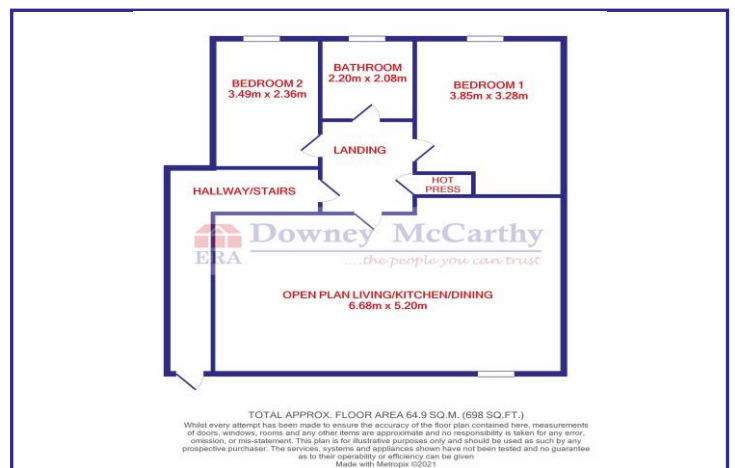 BEDROOM 2
3.49m x 2.36m
BATHROOM
2.20m x 2.08m
BEDROOM 1
3.85m x 3.28m
LANDING
HALLWAY/STAIRS
HOT
PRESS
ERA
Downey McCarthy
....the people you can trust
OPEN PLAN LIVING/KITCHEN/DINING
6.68m x 5.20m
TOTAL APPROX. FLOOR AREA 64.9 SQ.M. (698 SQ.FT.)
Whilst every attempt has been made to ensure the accuracy of the floor plan contained here, measurements
of doors, windows, rooms and any other items are approximate and no responsibility is taken for any error,
omission, or mis-statement. This plan is for illustrative purposes only and should be used as such by any
prospective purchaser. The services, systems and appliances shown have not been tested and no guarantee
as to their operability or efficiency can be given
Made with Metropix ©2021